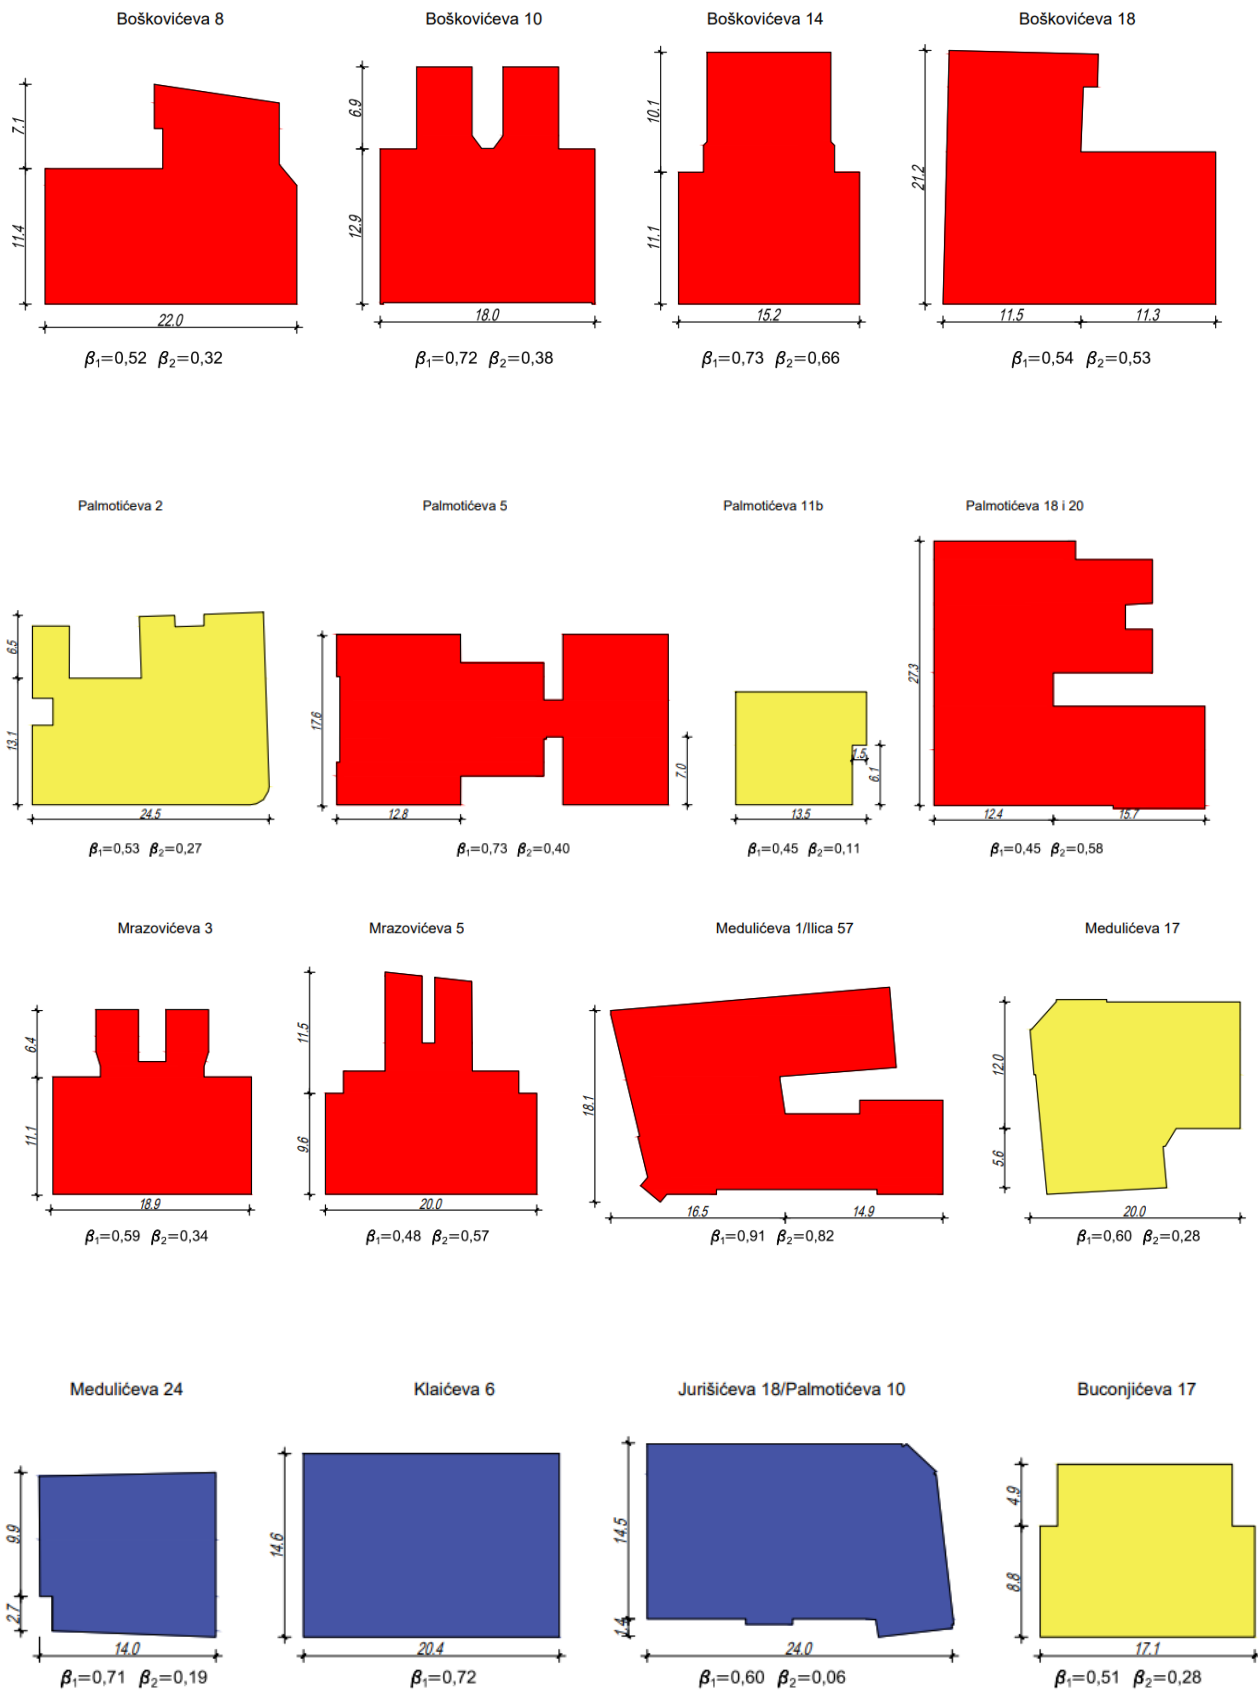 Boškovićeva 8 Boškovićeva 10 Boškovićeva 14 Boškovićeva 18
7.1 11.4 22.0 6.9 12.9 18.0 10.1 11.1 15.2 21.2 11.5 11.3
β₁=0,52 β₂=0,32 β₁=0,72 β₂=0,38 β₁=0,73 β₂=0,66 β₁=0,54 β₂=0,53
Palmotićeva 2 Palmotićeva 5 Palmotićeva 11b Palmotićeva 18 i 20
6.5 13.1 24.5 17.6 12.8 7.0 1.5 6.1 13.5 27.3 12.4 15.7
β₁=0,53 β₂=0,27 β₁=0,73 β₂=0,40 β₁=0,45 β₂=0,11 β₁=0,45 β₂=0,58
Mrazovićeva 3 Mrazovićeva 5 Medulićeva 1/Ilica 57 Medulićeva 17
6.4 11.1 18.9 11.5 9.6 20.0 18.1 16.5 14.9 12.0 5.6 20.0
β₁=0,59 β₂=0,34 β₁=0,48 β₂=0,57 β₁=0,91 β₂=0,82 β₁=0,60 β₂=0,28
Medulićeva 24 Klaićeva 6 Jurišićeva 18/Palmotićeva 10 Buconjićeva 17
9.9 2.7 14.0 14.6 20.4 14.5 1.4 24.0 4.9 8.8 17.1
β₁=0,71 β₂=0,19 β₁=0,72 β₁=0,60 β₂=0,06 β₁=0,51 β₂=0,28